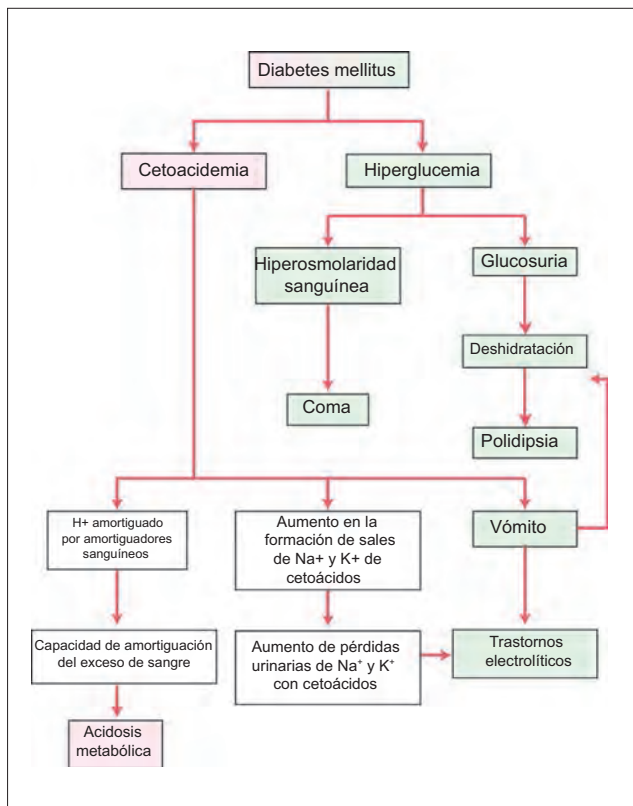 Diabetes mellitus
Cetoacidemia
Hiperglucemia
Hiperosmolaridad
sanguínea
Glucosuria
Deshidratación
Coma
Polidipsia
H+ amortiguado
por amortiguadores
sanguíneos
Aumento en la
formación de sales
de Na+ y K+ de
cetoácidos
Vómito
Capacidad de amortiguación
del exceso de sangre
Aumento de pérdidas
urinarias de Na⁺ y K⁺
con cetoácidos
Trastornos
electrolíticos
Acidosis
metabólica